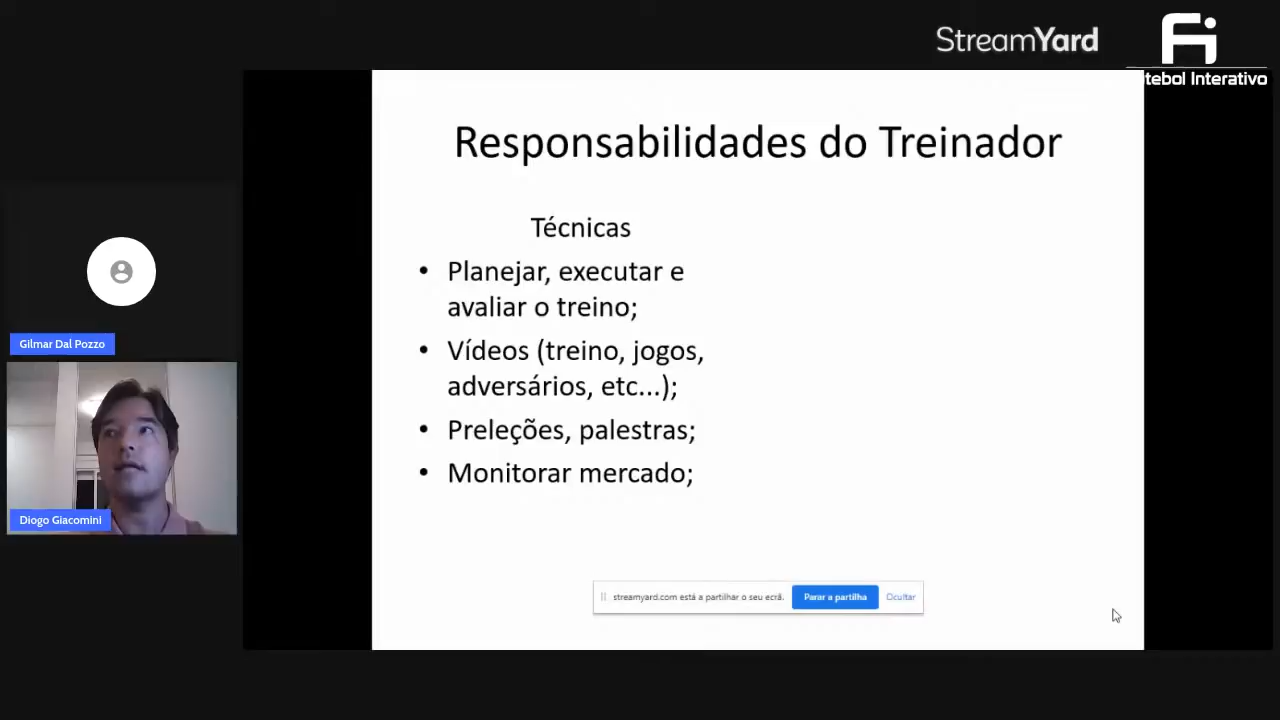 StreamYard
tebol Interativo
Responsabilidades do Treinador
Técnicas
• Planejar, executar e
avaliar o treino;
• Vídeos (treino, jogos,
adversários, etc...);
• Preleções, palestras;
• Monitorar mercado;
Gilmar Dal Pozzo
Diogo Giacomini
streamyard.com está a partilhar o seu ecrã. Parar a partilha Ocultar